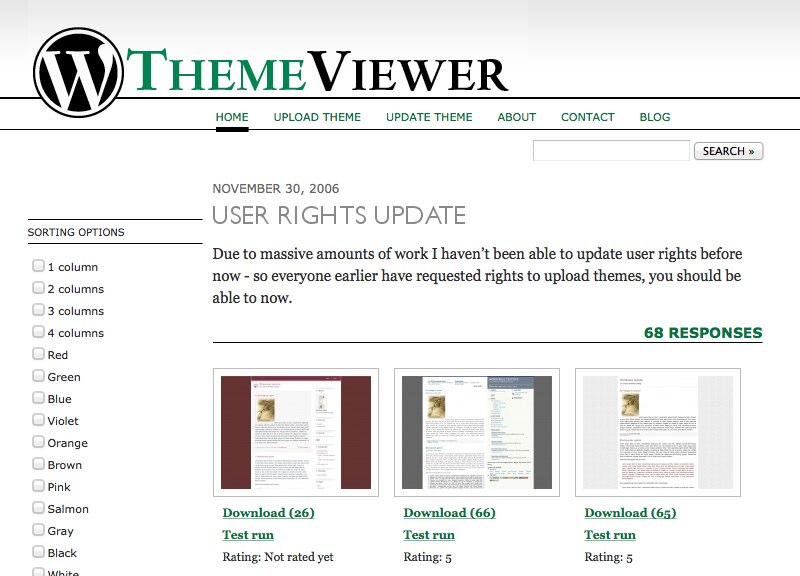 W
THEMEVIEWER
HOME UPLOAD THEME UPDATE THEME ABOUT CONTACT BLOG
SEARCH »
NOVEMBER 30, 2006
USER RIGHTS UPDATE
Due to massive amounts of work I haven’t been able to update user rights before
now - so everyone earlier have requested rights to upload themes, you should be
able to now.
68 RESPONSES
SORTING OPTIONS
1 column
2 columns
3 columns
4 columns
Red
Green
Blue
Violet
Orange
Brown
Pink
Salmon
Gray
Black
White
Download (26)
Test run
Rating: Not rated yet
Download (66)
Test run
Rating: 5
Download (65)
Test run
Rating: 5